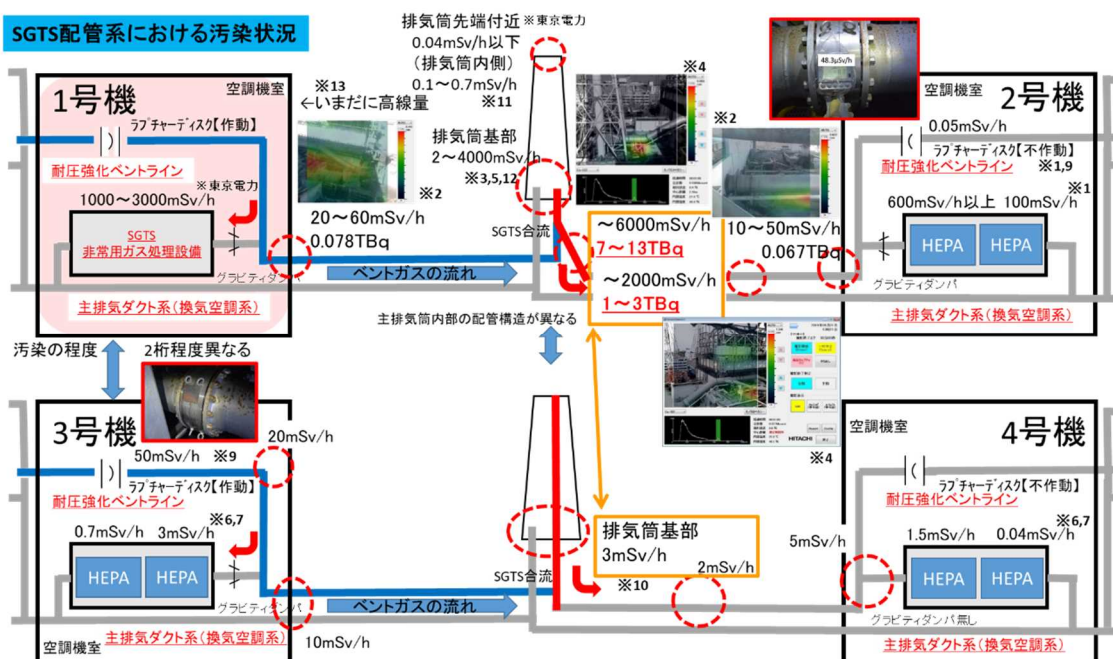 SGTS配管系における汚染状況
排気筒先端付近 ※東京電力
0.04mSv/h以下
(排気筒内側)
0.1～0.7mSv/h
※11
排気筒基部
2～4000mSv/h
※3,5,12
SGTS合流
1号機
空調機室
ラプチャーディスク【作動】
耐圧強化ベントライン
※東京電力
1000～3000mSv/h
SGTS
非常用ガス処理設備
グラビティダンパ
主排気ダクト系(換気空調系)
※13
←いまだに高線量
※2
20～60mSv/h
0.078TBq
ベントガスの流れ
※4
～6000mSv/h
7～13TBq
～2000mSv/h
1～3TBq
※2
10～50mSv/h
0.067TBq
48.3μSv/h
2号機
空調機室
0.05mSv/h
ラプチャーディスク【不作動】
耐圧強化ベントライン
※1,9
※1
600mSv/h以上 100mSv/h
HEPA HEPA
グラビティダンパ
主排気ダクト系(換気空調系)
汚染の程度
2桁程度異なる
主排気筒内部の配管構造が異なる
HITACHI
※4
3号機
20mSv/h
50mSv/h ※9
ラプチャーディスク【作動】
耐圧強化ベントライン
※6,7
0.7mSv/h 3mSv/h
HEPA HEPA
グラビティダンパ
主排気ダクト系(換気空調系)
空調機室
10mSv/h
ベントガスの流れ
SGTS合流
排気筒基部
3mSv/h
※10
2mSv/h
4号機
空調機室
ラプチャーディスク【不作動】
耐圧強化ベントライン
※6,7
5mSv/h
1.5mSv/h 0.04mSv/h
HEPA HEPA
グラビティダンパ無し
主排気ダクト系(換気空調系)